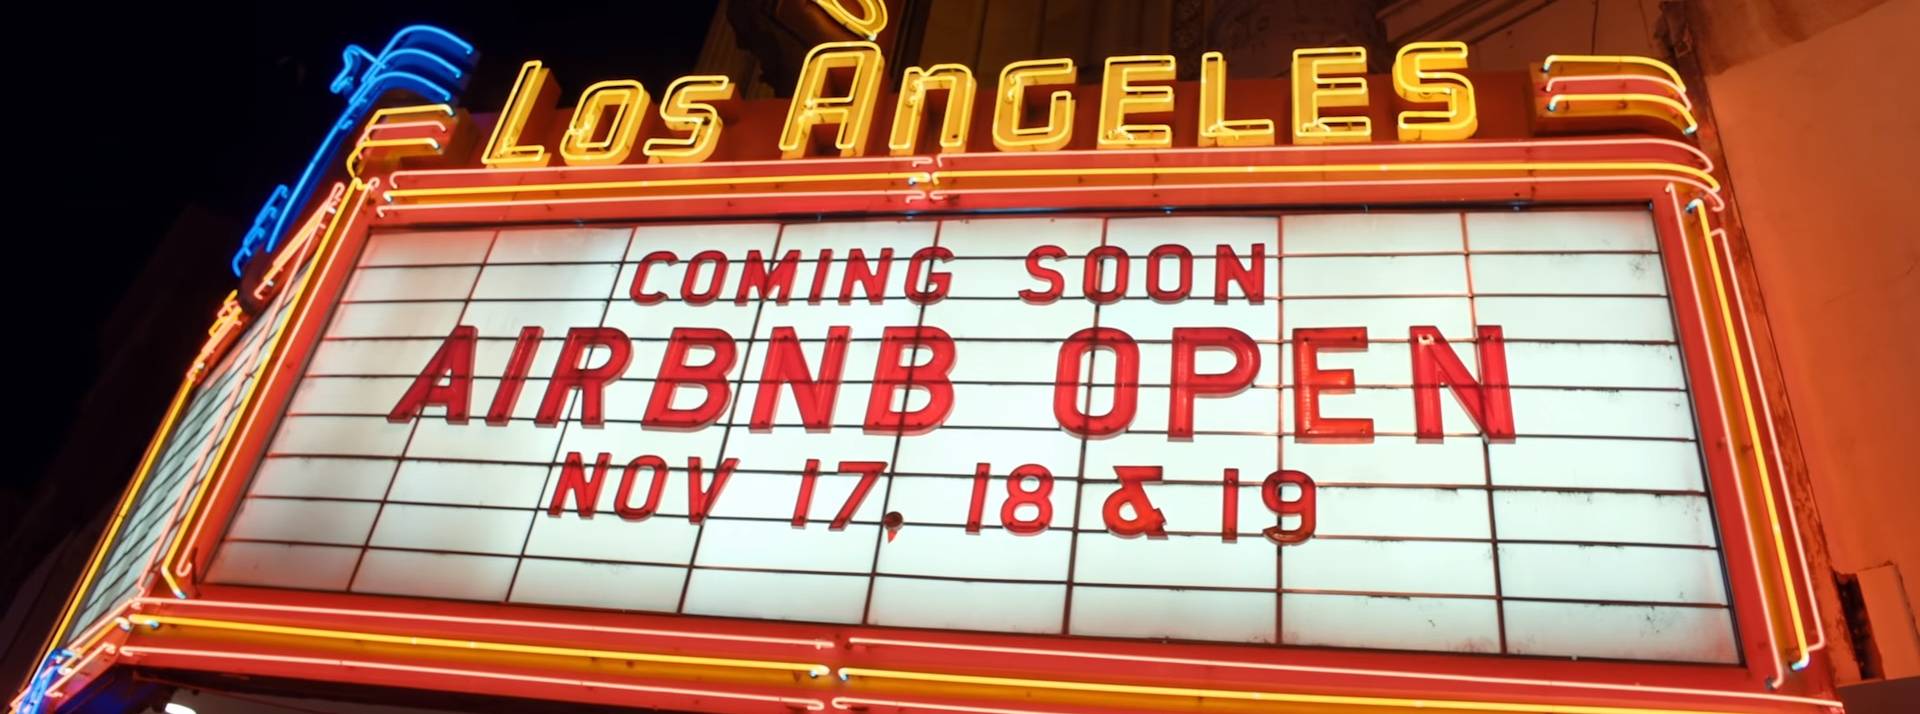 Los Angeles
COMING SOON
AIRBNB OPEN
NOV 17, 18 & 19